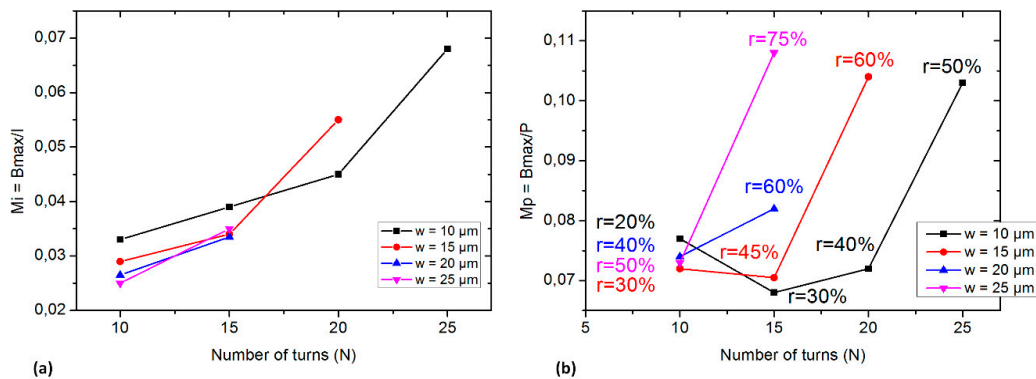 (a)
0,07
0,06
0,05
0,04
0,03
0,02
Mi = Bmax/I
10
15
20
25
Number of turns (N)
w = 10 µm
w = 15 µm
w = 20 µm
w = 25 µm
(b)
0,11
0,10
0,09
0,08
0,07
Mp = Bmax/P
5
10
15
20
25
Number of turns (N)
r=75%
r=60%
r=50%
r=60%
r=20%
r=40%
r=50%
r=30%
r=45%
r=40%
r=30%
w = 10 µm
w = 15 µm
w = 20 µm
w = 25 µm